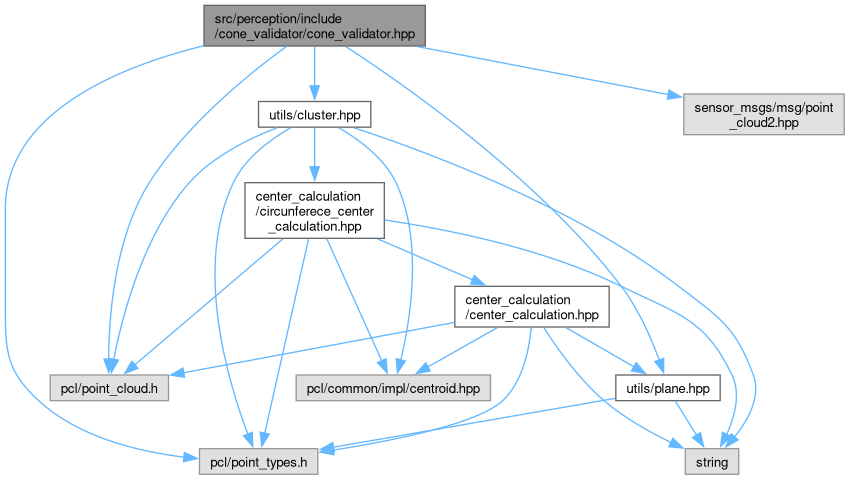 src/perception/include
/cone_validator/cone_validator.hpp
utils/cluster.hpp
sensor_msgs/msg/point
_cloud2.hpp
center_calculation
/circunferece_center
_calculation.hpp
center_calculation
/center_calculation.hpp
pcl/point_cloud.h
pcl/common/impl/centroid.hpp
utils/plane.hpp
pcl/point_types.h
string